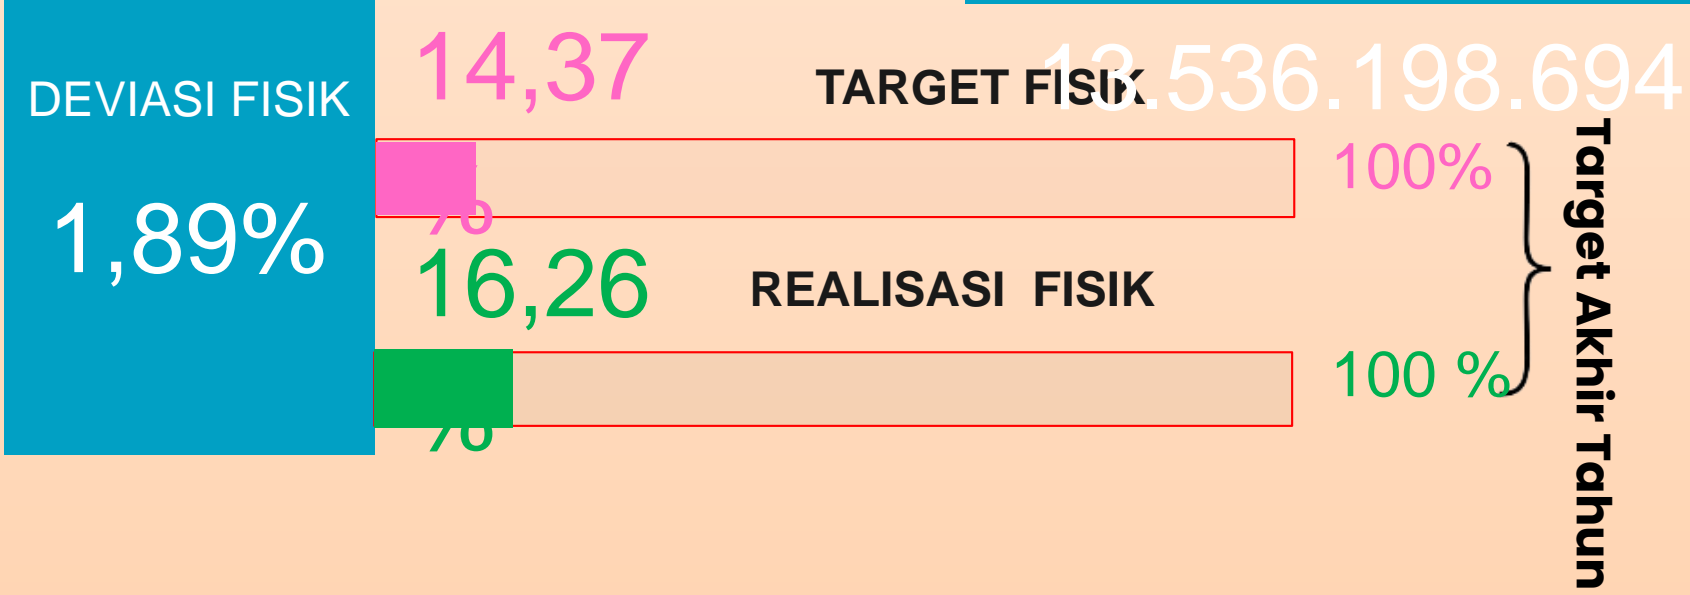 DEVIASI FISIK
1,89%
14,37
%
TARGET FISIK
13.536.198.694
100%
16,26
%
REALISASI  FISIK
100 %
Target Akhir Tahun